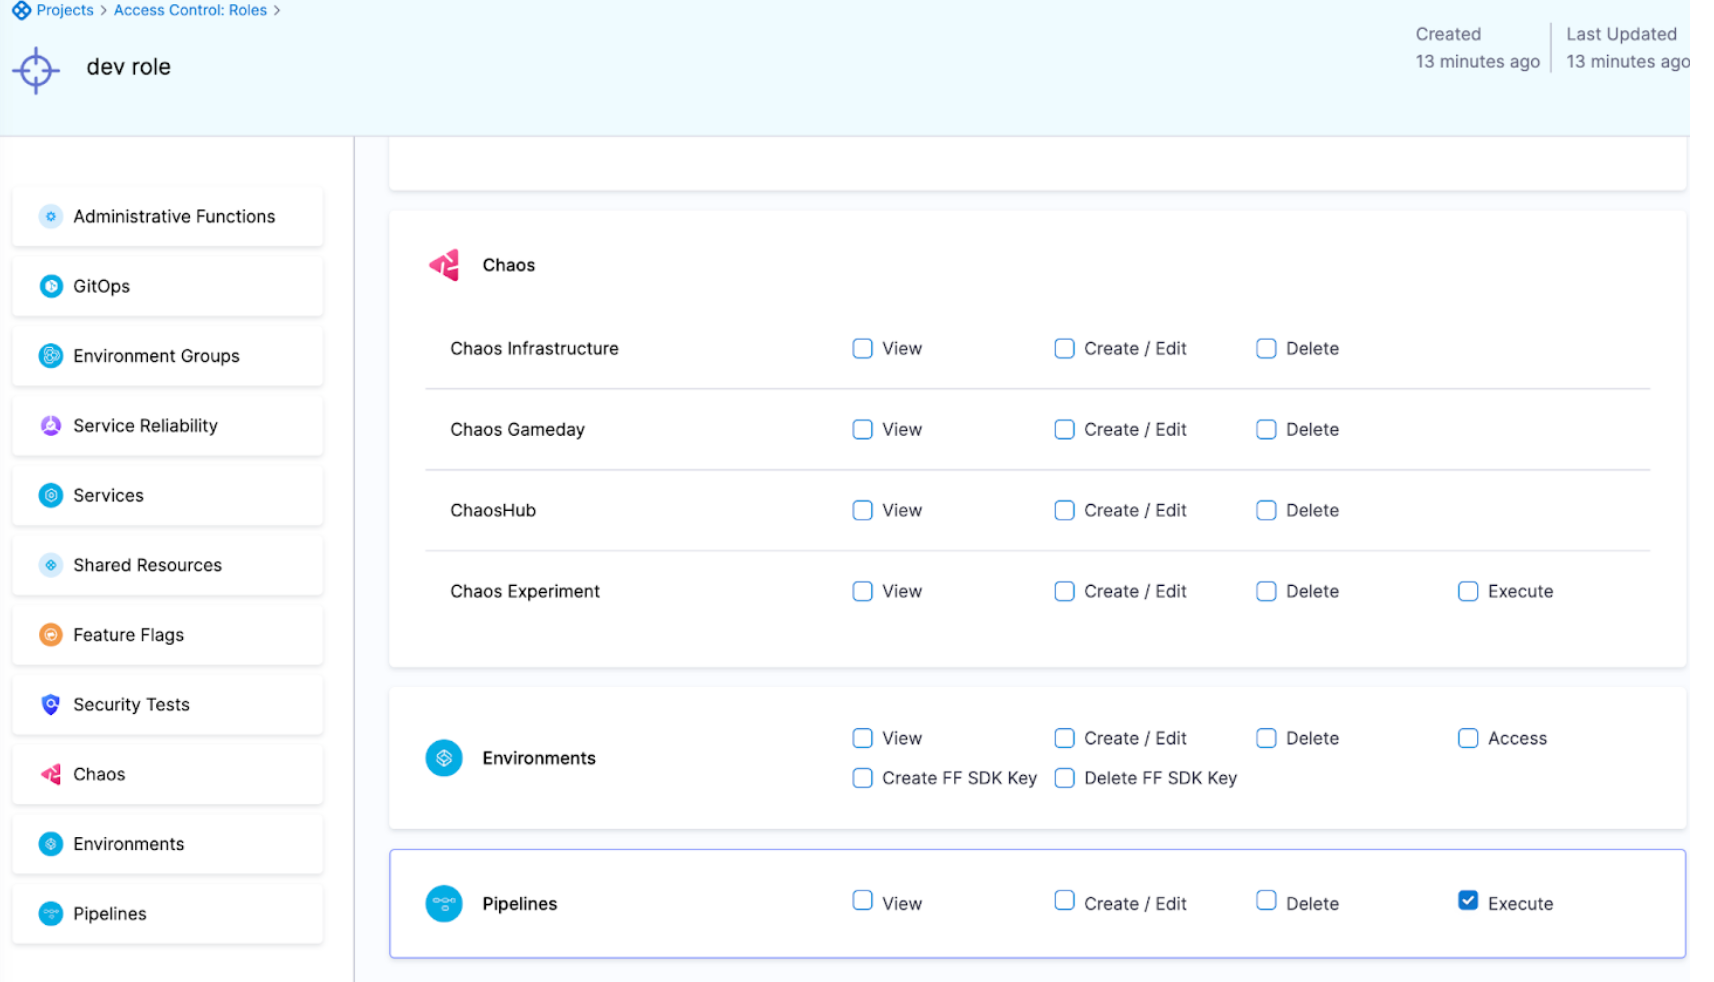 Projects > Access Control: Roles >
dev role
Created
13 minutes ago
Last Updated
13 minutes ago
Administrative Functions
GitOps
Environment Groups
Service Reliability
Services
Shared Resources
Feature Flags
Security Tests
Chaos
Environments
Pipelines
Chaos
Chaos Infrastructure View Create / Edit Delete
Chaos Gameday View Create / Edit Delete
ChaosHub View Create / Edit Delete
Chaos Experiment View Create / Edit Delete Execute
Environments
View Create / Edit Delete Access
Create FF SDK Key Delete FF SDK Key
Pipelines View Create / Edit Delete Execute